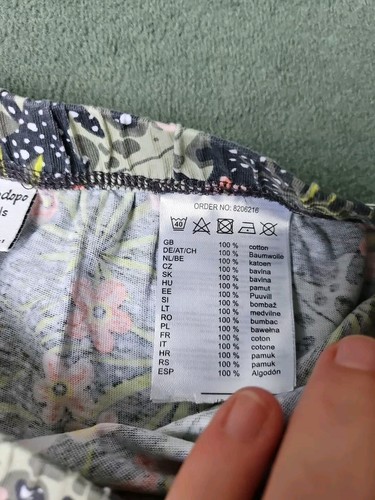 ORDER NO: 8206216
40
GB 100 % cotton
DE/AT/CH 100 % Baumwolle
NL/BE 100 % katoen
CZ 100 % bavlna
SK 100 % bavlna
HU 100 % pamut
EE 100 % Puuvill
SI 100 % bombaž
LT 100 % medvilne
RO 100 % bumbac
PL 100 % bawełna
FR 100 % coton
IT 100 % cotone
HR 100 % pamuk
RS 100 % pamuk
ESP 100 % Algodón